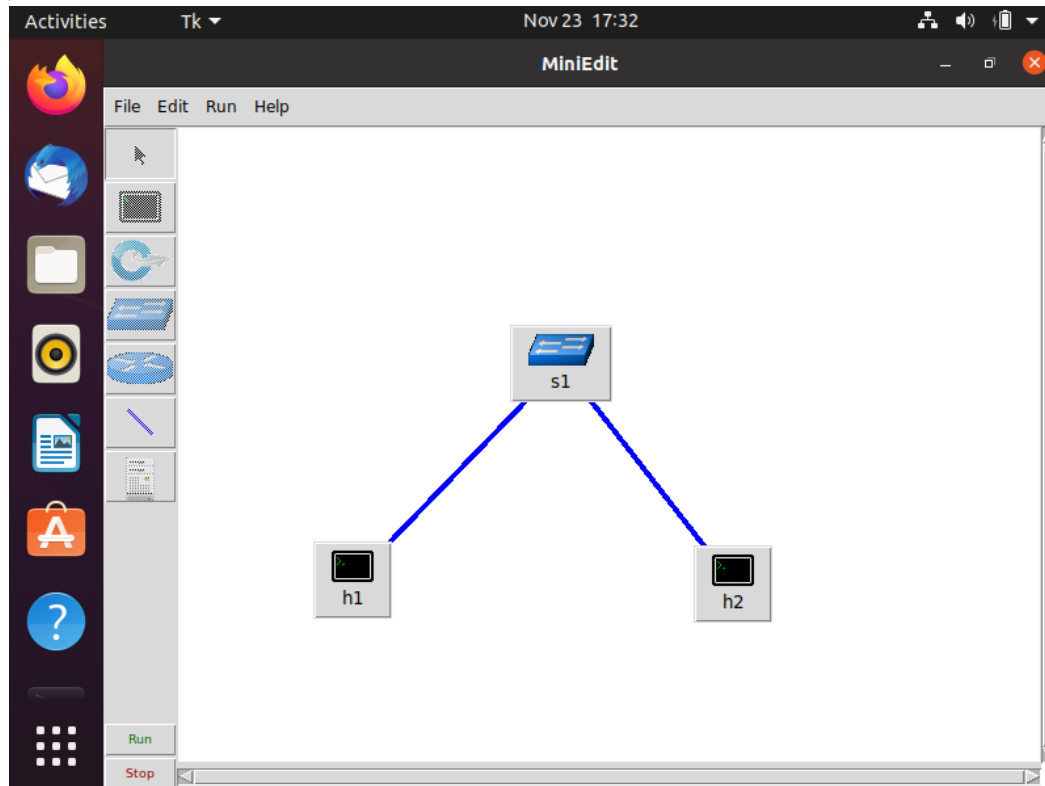 Activities Tk Nov 23 17:32
MiniEdit
File Edit Run Help
s1
h1
h2
Run
Stop